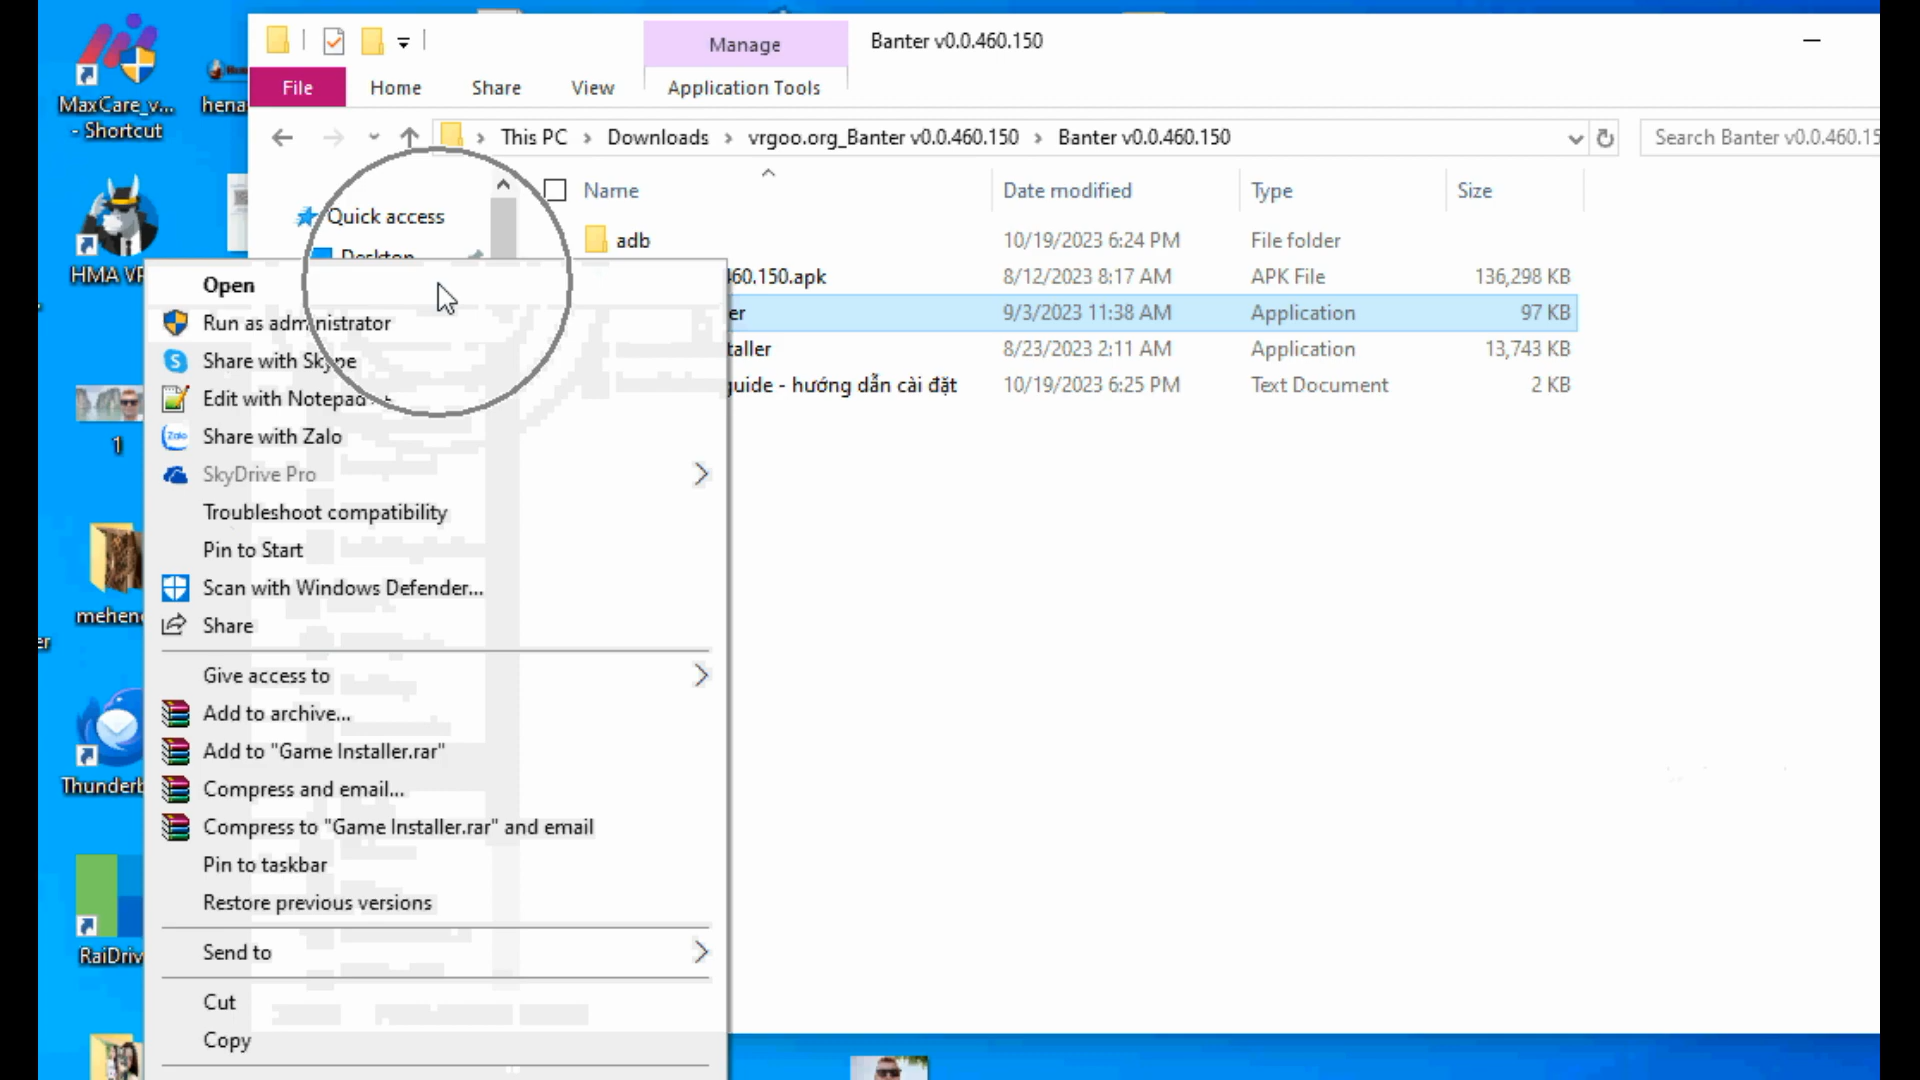 Manage
Banter v0.0.460.150
File
Home
Share
View
Application Tools
This PC
Downloads
vrgoo.org_Banter v0.0.460.150
Banter v0.0.460.150
Search Banter v0.0.460.15
Name
Date modified
Type
Size
Quick access
Desktop
adb
10/19/2023 6:24 PM
File folder
460.150.apk
8/12/2023 8:17 AM
APK File
136,298 KB
er
9/3/2023 11:38 AM
Application
97 KB
taller
8/23/2023 2:11 AM
Application
13,743 KB
guide - hướng dẫn cài đặt
10/19/2023 6:25 PM
Text Document
2 KB
Open
Run as administrator
Share with Skype
Edit with Notepad++
Share with Zalo
SkyDrive Pro
Troubleshoot compatibility
Pin to Start
Scan with Windows Defender...
Share
Give access to
Add to archive...
Add to "Game Installer.rar"
Compress and email...
Compress to "Game Installer.rar" and email
Pin to taskbar
Restore previous versions
Send to
Cut
Copy
MaxCare_v...
- Shortcut
hena
HMA VP
1
mehen
er
Thunderb
RaiDriv